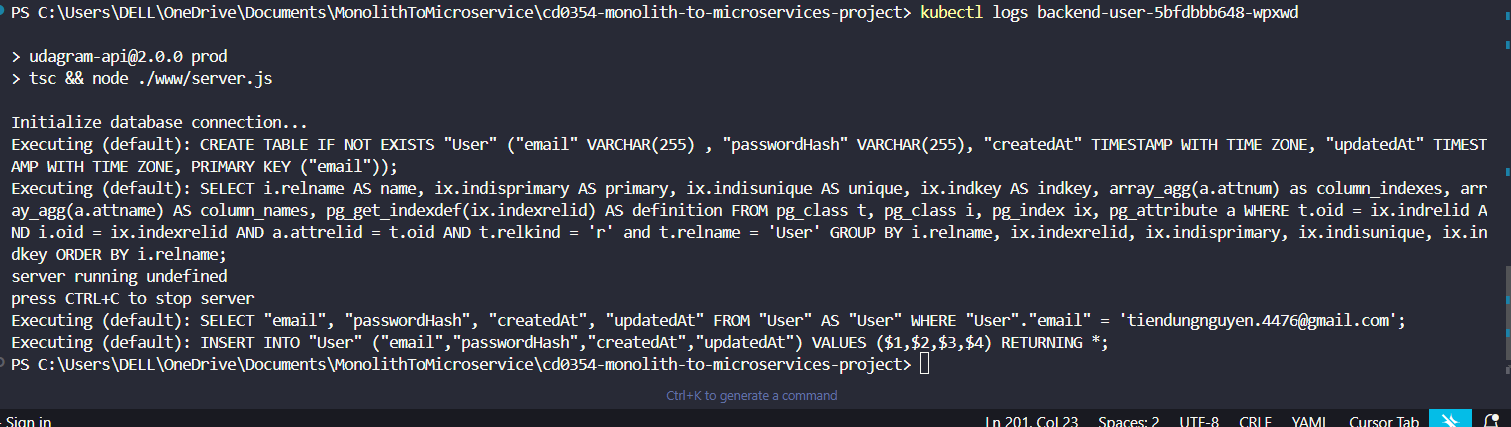 PS C:\Users\DELL\OneDrive\Documents\MonolithToMicroservice\cd0354-monolith-to-microservices-project> kubectl logs backend-user-5bfdbbb648-wpxwd
> udagram-api@2.0.0 prod
> tsc && node ./www/server.js
Initialize database connection...
Executing (default): CREATE TABLE IF NOT EXISTS "User" ("email" VARCHAR(255) , "passwordHash" VARCHAR(255), "createdAt" TIMESTAMP WITH TIME ZONE, "updatedAt" TIMEST
AMP WITH TIME ZONE, PRIMARY KEY ("email"));
Executing (default): SELECT i.relname AS name, ix.indisprimary AS primary, ix.indisunique AS unique, ix.indkey AS indkey, array_agg(a.attnum) as column_indexes, arr
ay_agg(a.attname) AS column_names, pg_get_indexdef(ix.indexrelid) AS definition FROM pg_class t, pg_class i, pg_index ix, pg_attribute a WHERE t.oid = ix.indrelid A
ND i.oid = ix.indexrelid AND a.attrelid = t.oid AND t.relkind = 'r' and t.relname = 'User' GROUP BY i.relname, ix.indexrelid, ix.indisprimary, ix.indisunique, ix.in
dkey ORDER BY i.relname;
server running undefined
press CTRL+C to stop server
Executing (default): SELECT "email", "passwordHash", "createdAt", "updatedAt" FROM "User" AS "User" WHERE "User"."email" = 'tiendungnguyen.4476@gmail.com';
Executing (default): INSERT INTO "User" ("email","passwordHash","createdAt","updatedAt") VALUES ($1,$2,$3,$4) RETURNING *;
PS C:\Users\DELL\OneDrive\Documents\MonolithToMicroservice\cd0354-monolith-to-microservices-project>
Ctrl+K to generate a command
Sign in Ln 201, Col 23 Spaces: 2 UTF-8 CRLF YAML Cursor Tab